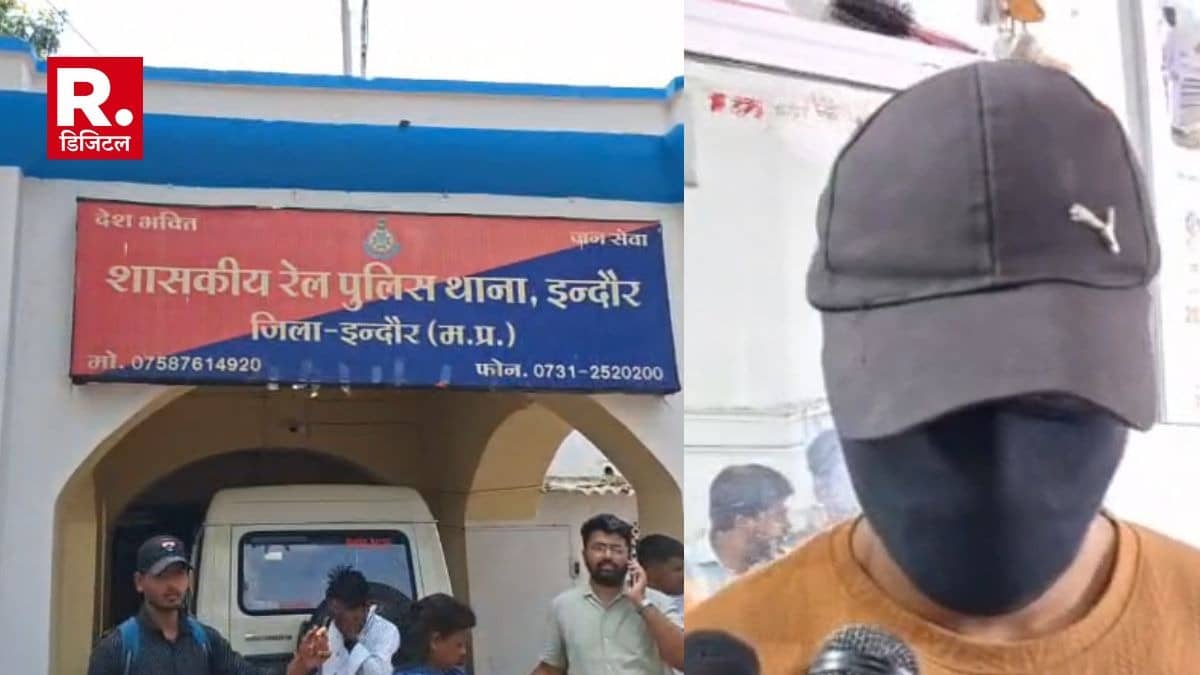 R.
डिजिटल
देश भक्ति
जन सेवा
शासकीय रेल पुलिस थाना, इन्दौर
जिला-इन्दौर (म.प्र.)
मो. 07587614920
फोन. 0731-2520200